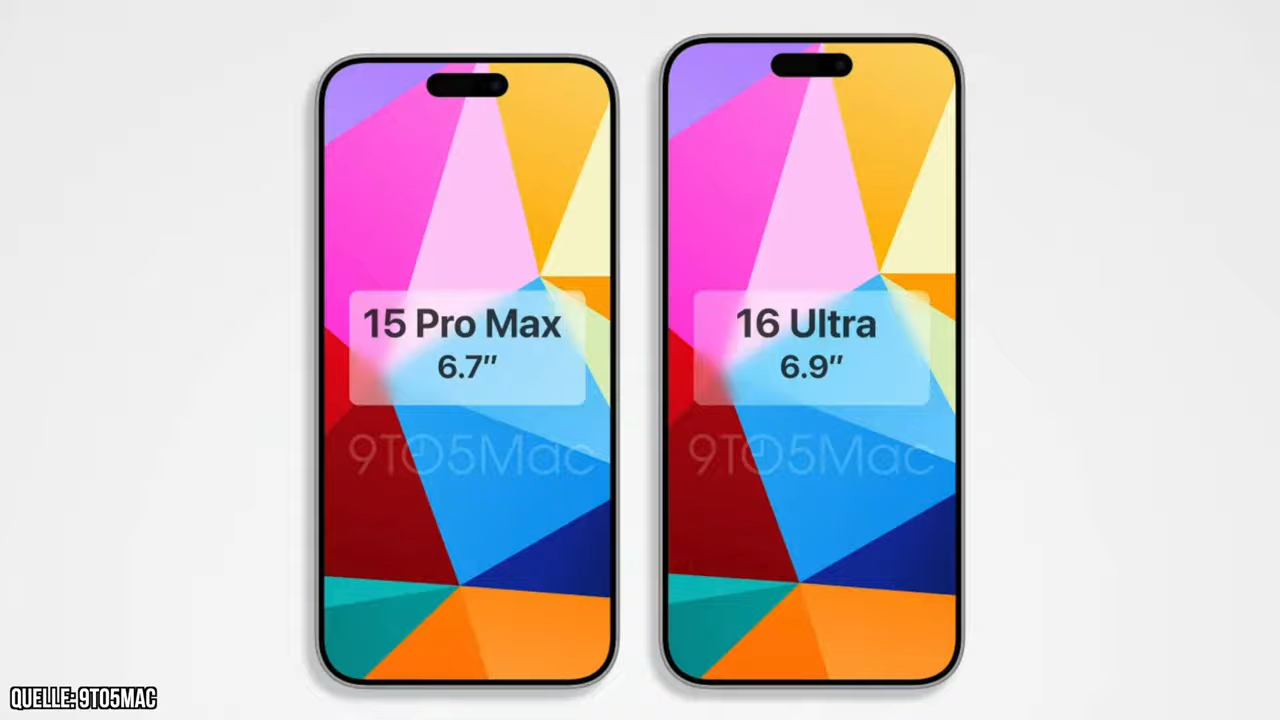 15 Pro Max
6.7″
9TO5Mac
16 Ultra
6.9″
9TO5Mac
QUELLE: 9TO5MAC